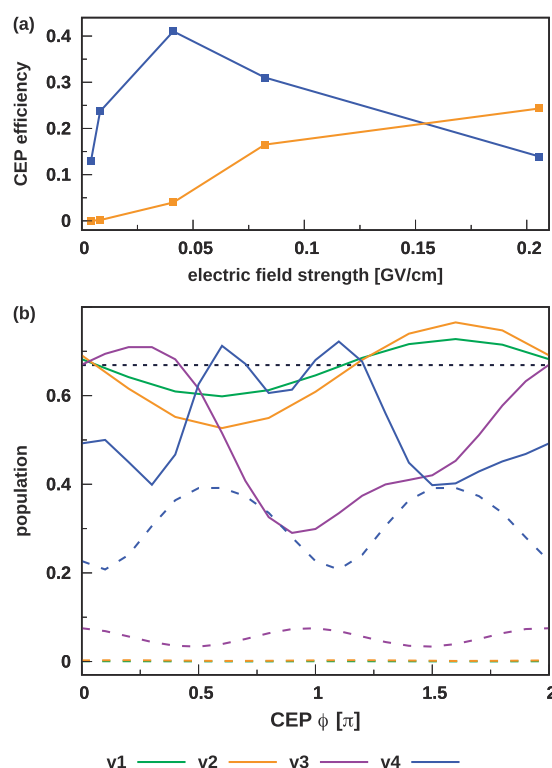 (a)
0.4
0.3
0.2
0.1
0
CEP efficiency
0 0.05 0.1 0.15 0.2
electric field strength [GV/cm]
(b)
0.6
0.4
0.2
0
population
0 0.5 1 1.5 2
CEP ϕ [π]
v1 v2 v3 v4